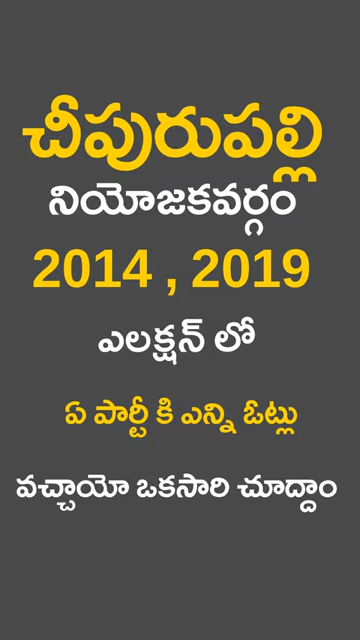 చీపురుపల్లి
నియోజకవర్గం
2014 , 2019
ఎలక్షన్ లో
ఏ పార్టీ కి ఎన్ని ఓట్లు
వచ్చాయో ఒకసారి చూద్దాం